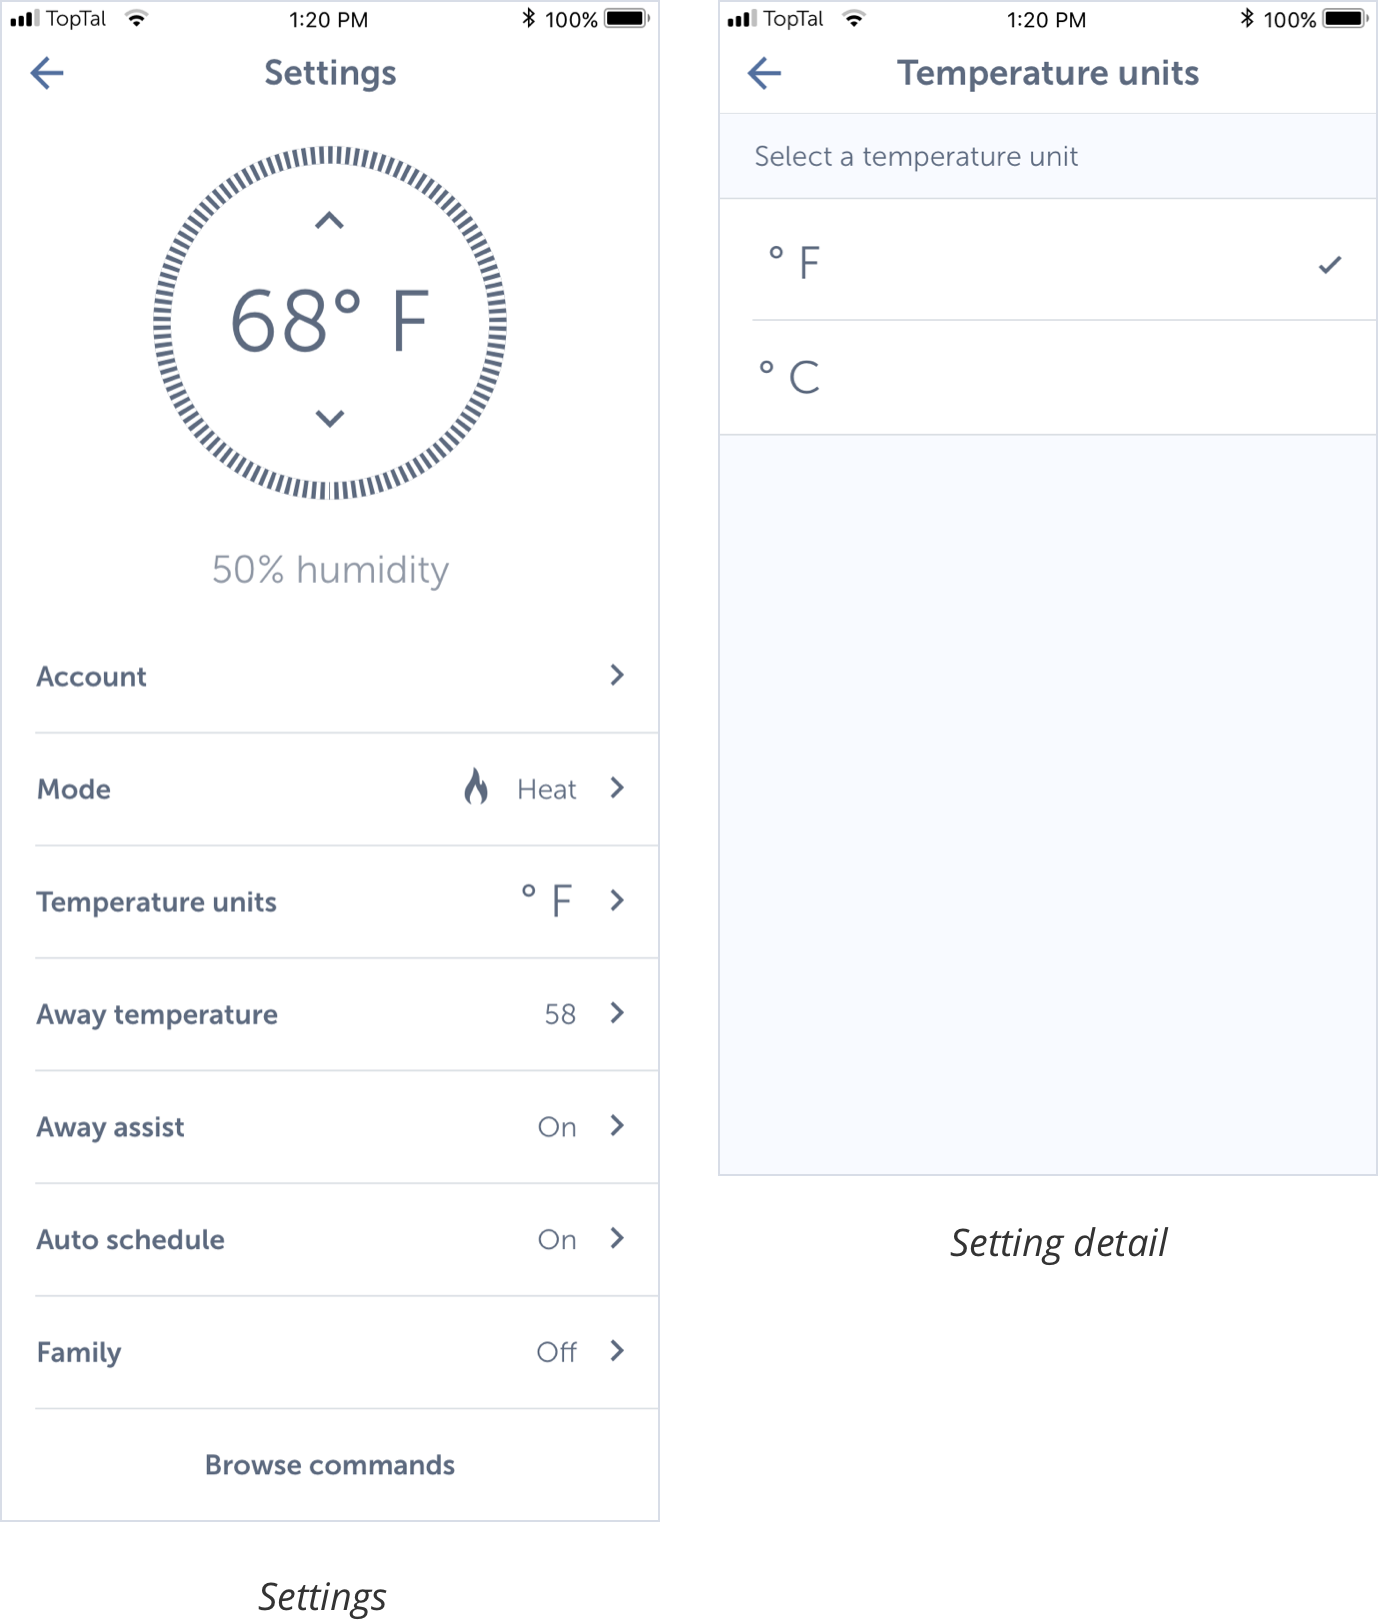 TopTal 1:20 PM 100%
Settings
68° F
50% humidity
Account
Mode Heat
Temperature units ° F
Away temperature 58
Away assist On
Auto schedule On
Family Off
Browse commands
Settings
TopTal 1:20 PM 100%
Temperature units
Select a temperature unit
° F
° C
Setting detail